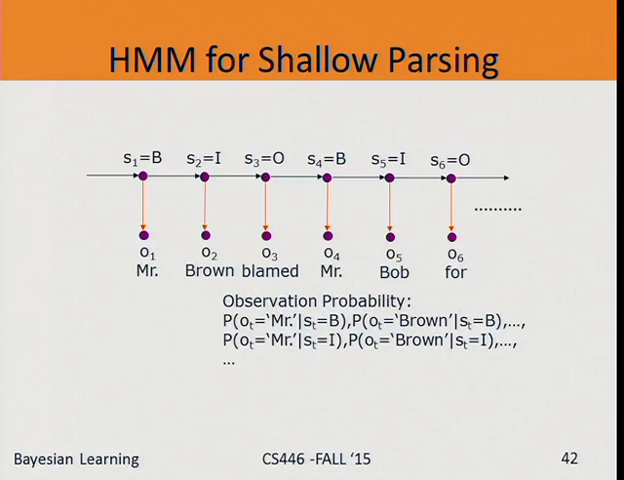 HMM for Shallow Parsing
s₁=B s₂=I s₃=O s₄=B s₅=I s₆=O
..........
o₁ o₂ o₃ o₄ o₅ o₆
Mr. Brown blamed Mr. Bob for
Observation Probability:
P(oₜ='Mr.'|sₜ=B),P(oₜ='Brown'|sₜ=B),...,
P(oₜ='Mr.'|sₜ=I),P(oₜ='Brown'|sₜ=I),...,
...
Bayesian Learning CS446 -FALL '15 42